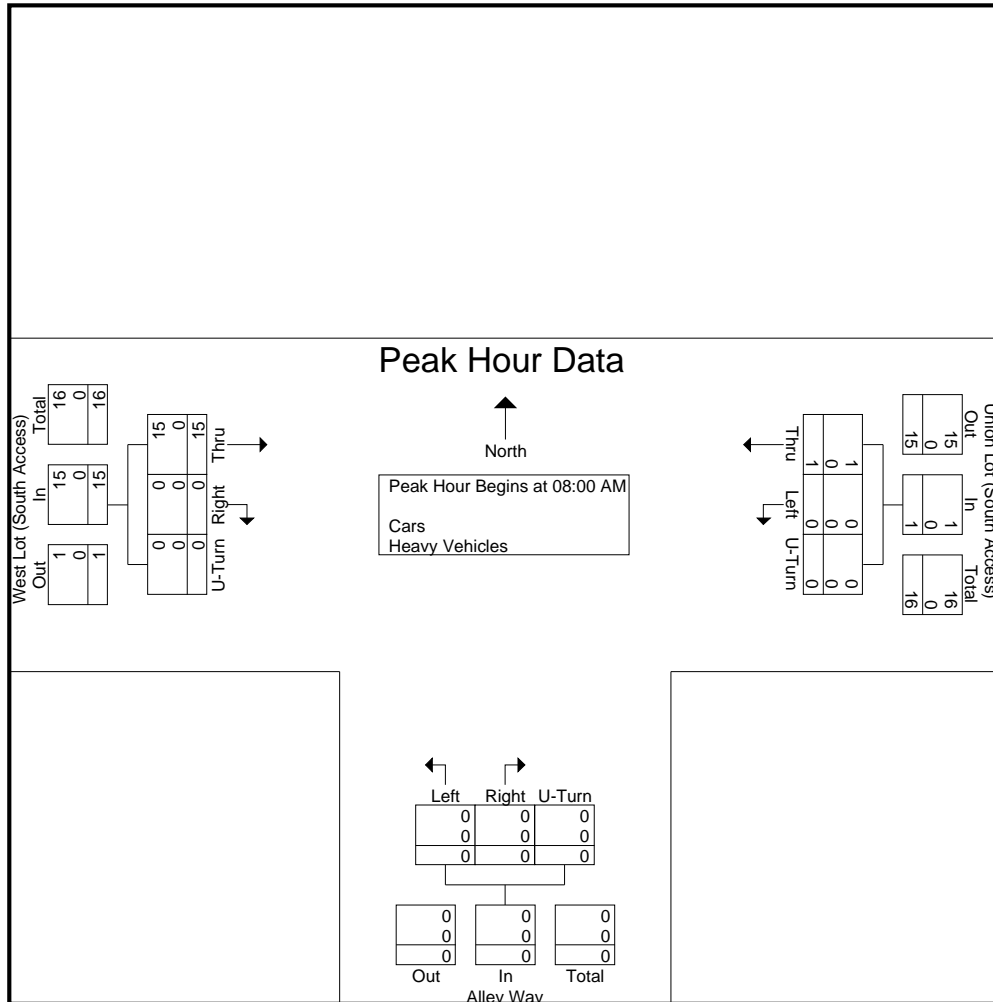 Peak Hour Data
North
Peak Hour Begins at 08:00 AM
Cars
Heavy Vehicles
West Lot (South Access)
Out In Total
1 15 16
0 0 0
1 15 16
U-Turn Right Thru
0 0 15
0 0 0
0 0 15
Union Lot (South Access)
Out In Total
15 1 16
0 0 0
15 1 16
Thru Left U-Turn
1 0 0
0 0 0
1 0 0
Left Right U-Turn
0 0 0
0 0 0
0 0 0
0 0 0
0 0 0
0 0 0
Out In Total
Alley Way